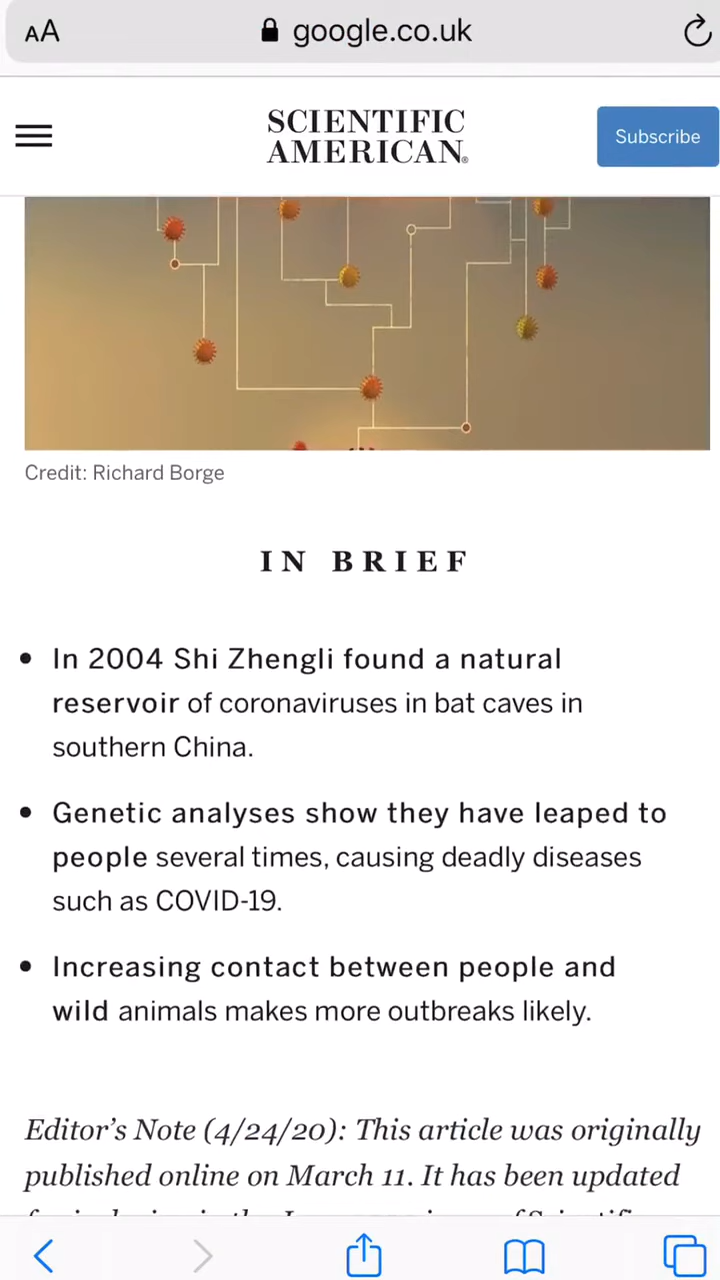 AA google.co.uk
SCIENTIFIC
AMERICAN®
Subscribe
Credit: Richard Borge
IN BRIEF
• In 2004 Shi Zhengli found a natural
reservoir of coronaviruses in bat caves in
southern China.
• Genetic analyses show they have leaped to
people several times, causing deadly diseases
such as COVID-19.
• Increasing contact between people and
wild animals makes more outbreaks likely.
Editor’s Note (4/24/20): This article was originally
published online on March 11. It has been updated